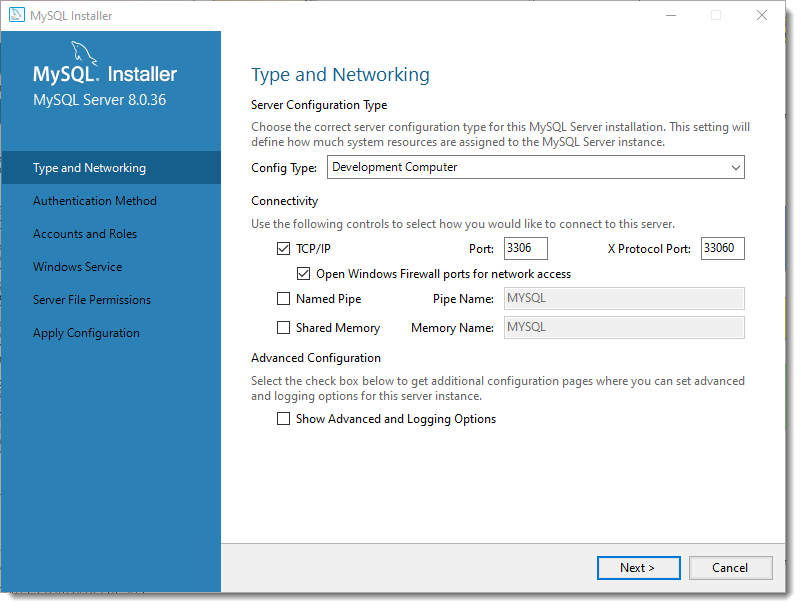 MySQL Installer
MySQL. Installer
MySQL Server 8.0.36
Type and Networking
Authentication Method
Accounts and Roles
Windows Service
Server File Permissions
Apply Configuration
Type and Networking
Server Configuration Type
Choose the correct server configuration type for this MySQL Server installation. This setting will
define how much system resources are assigned to the MySQL Server instance.
Config Type: Development Computer
Connectivity
Use the following controls to select how you would like to connect to this server.
TCP/IP Port: 3306 X Protocol Port: 33060
Open Windows Firewall ports for network access
Named Pipe Pipe Name: MYSQL
Shared Memory Memory Name: MYSQL
Advanced Configuration
Select the check box below to get additional configuration pages where you can set advanced
and logging options for this server instance.
Show Advanced and Logging Options
Next > Cancel